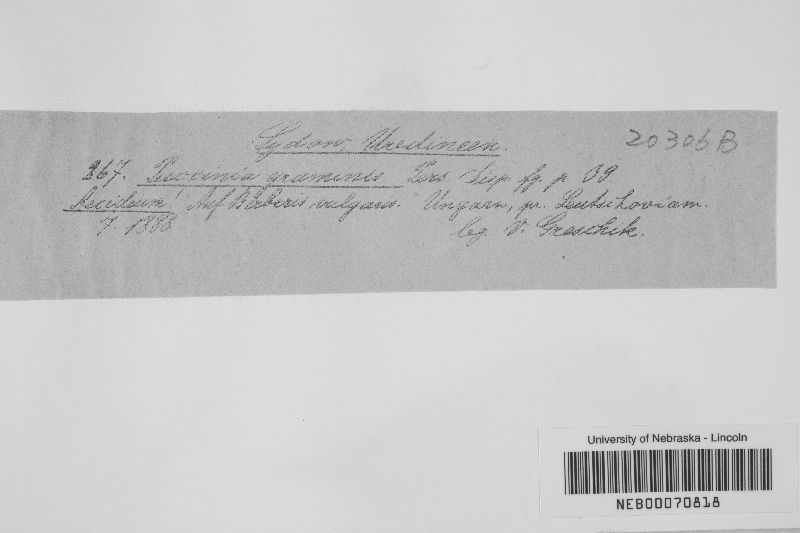 Sydow, Uredineen.
20306B
367. Puccinia graminis Pers. Disp. fg. p. 39
Aecidium! Auf Berberis vulgaris. Ungarn, pr. Leutschoviam.
7 1888 lg. V. Greschik.
University of Nebraska - Lincoln
NEB00070818